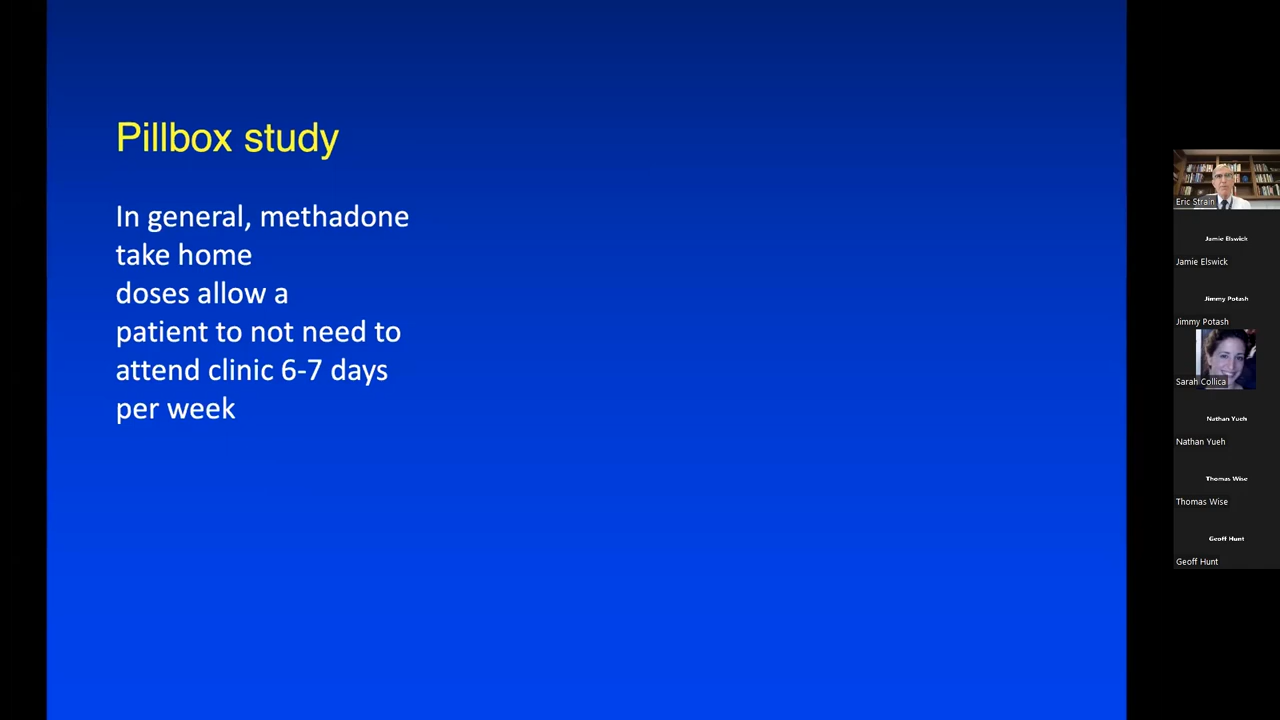 Pillbox study
In general, methadone
take home
doses allow a
patient to not need to
attend clinic 6-7 days
per week
Eric Strain
Jamie Elswick
Jamie Elswick
Jimmy Potash
Jimmy Potash
Sarah Collica
Nathan Yueh
Nathan Yueh
Thomas Wise
Thomas Wise
Geoff Hunt
Geoff Hunt